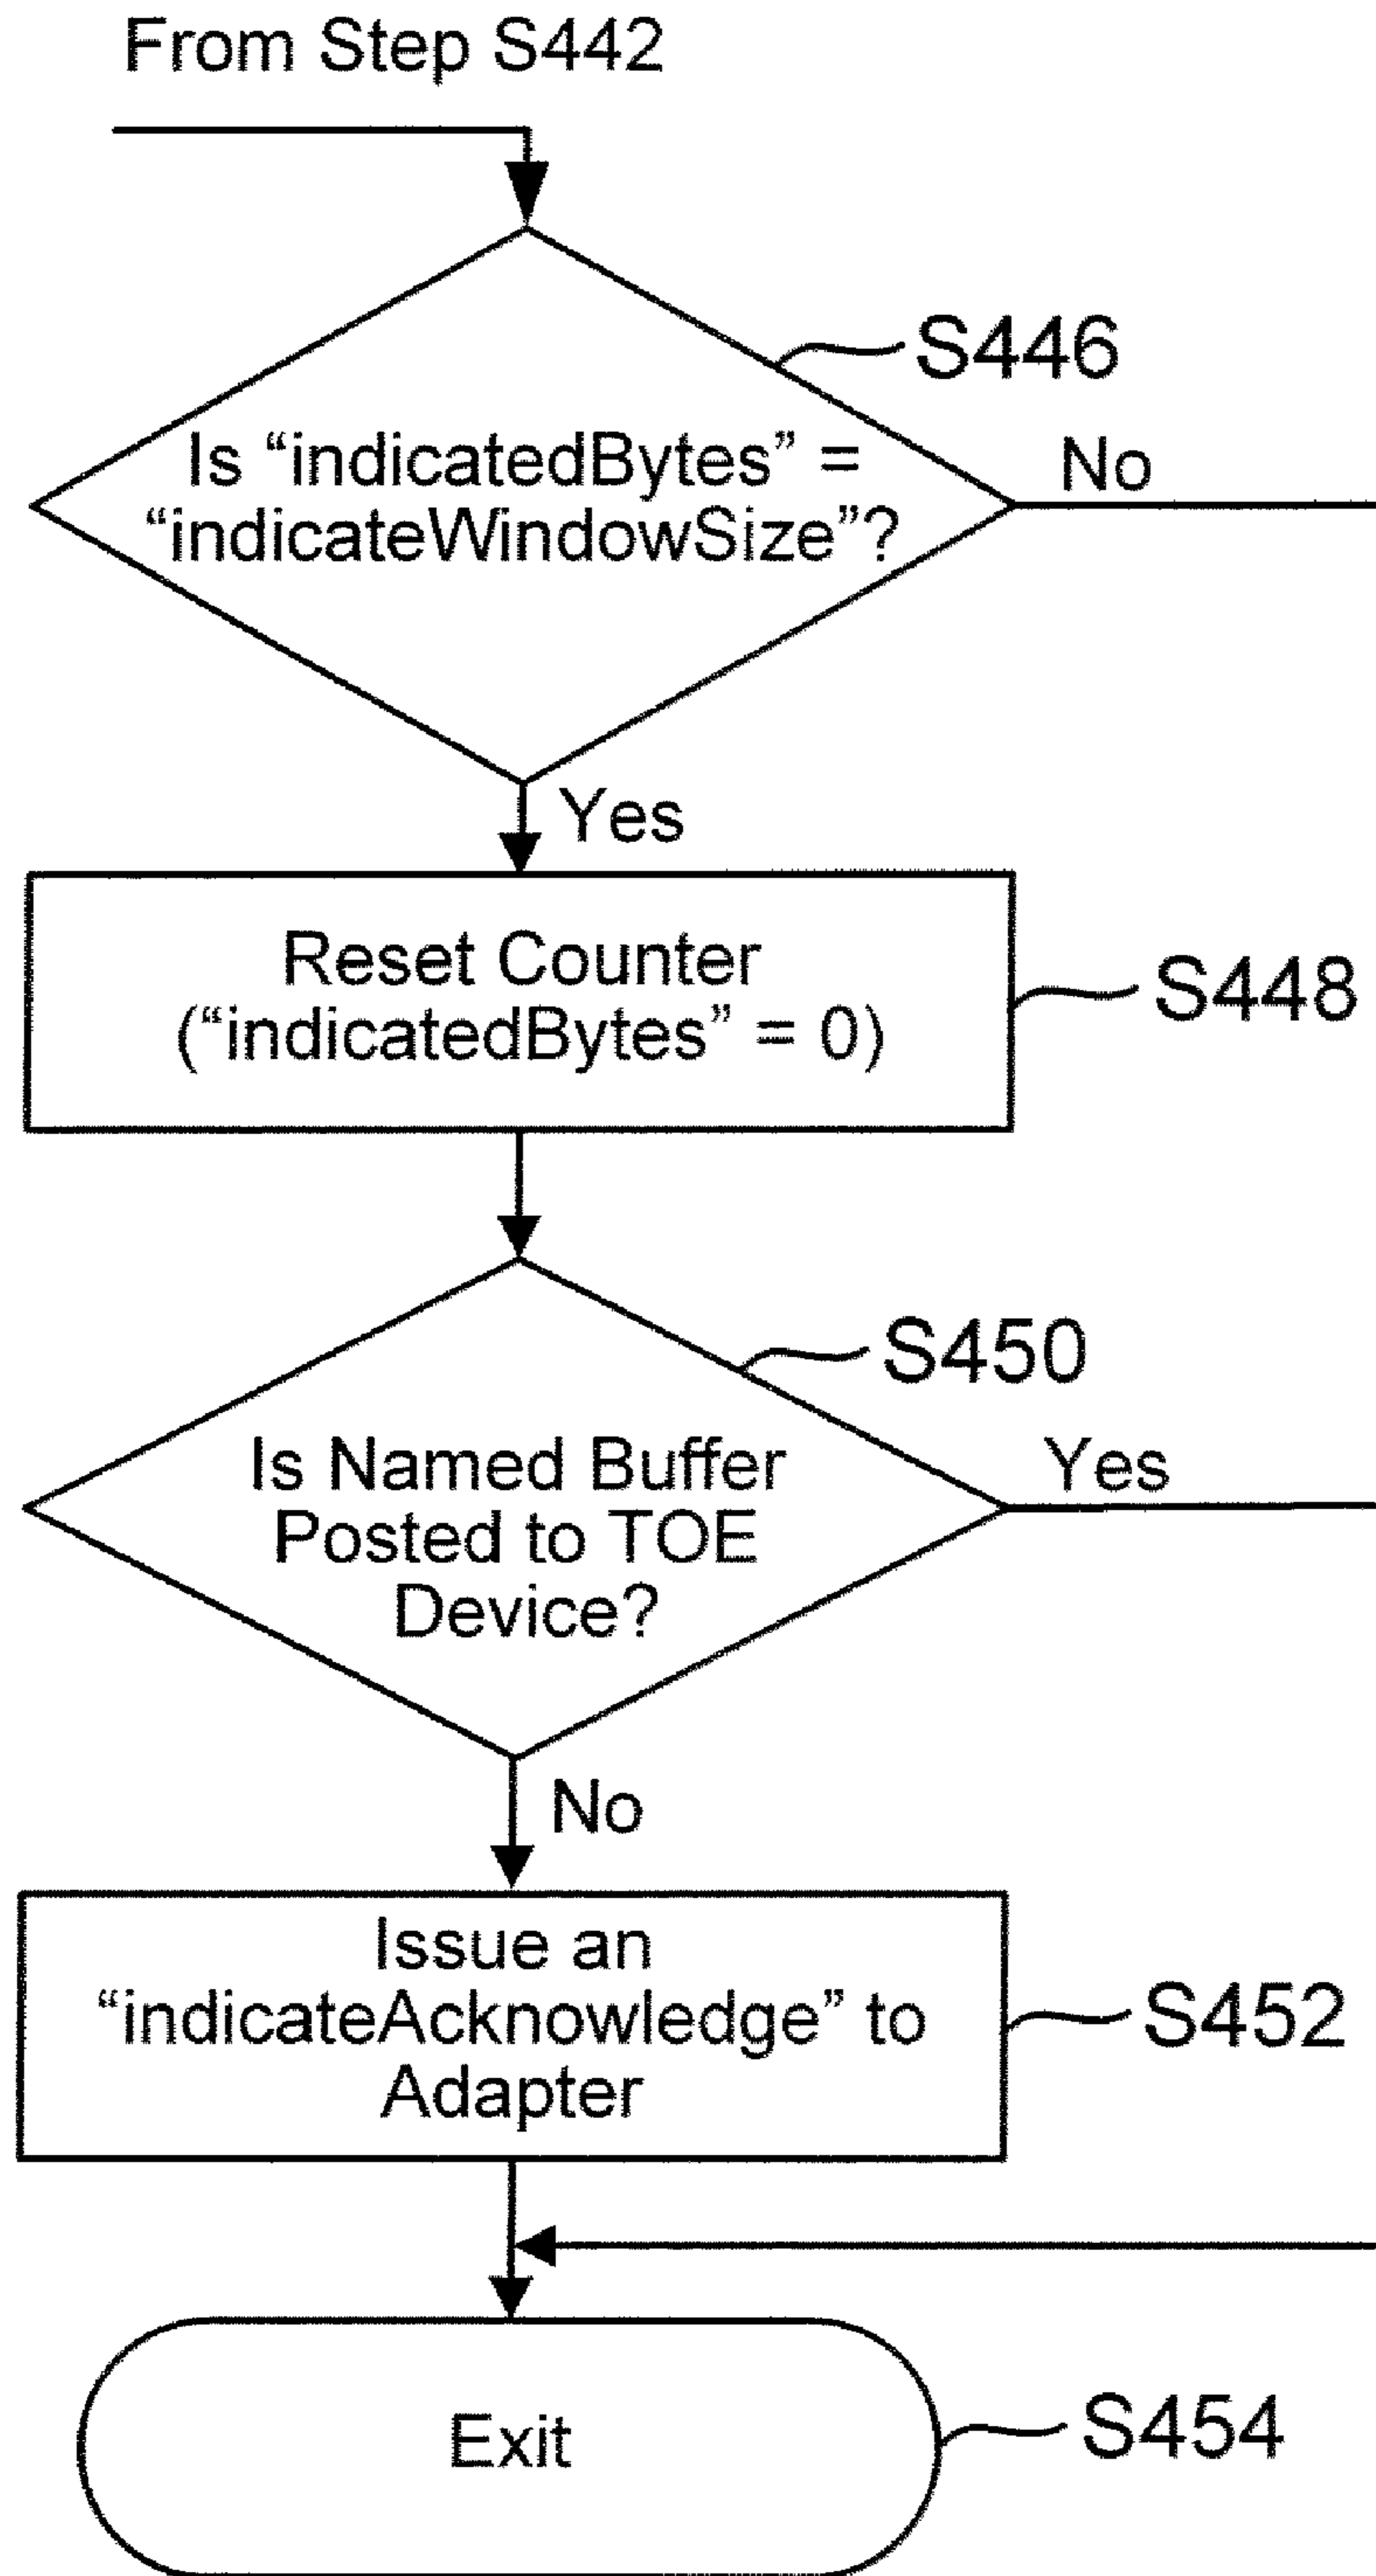 From Step S442
S446
Is “indicatedBytes” =
“indicateWindowSize”?
No
Yes
Reset Counter
(“indicatedBytes” = 0)
S448
S450
Is Named Buffer
Posted to TOE
Device?
Yes
No
Issue an
“indicateAcknowledge” to
Adapter
S452
Exit
S454